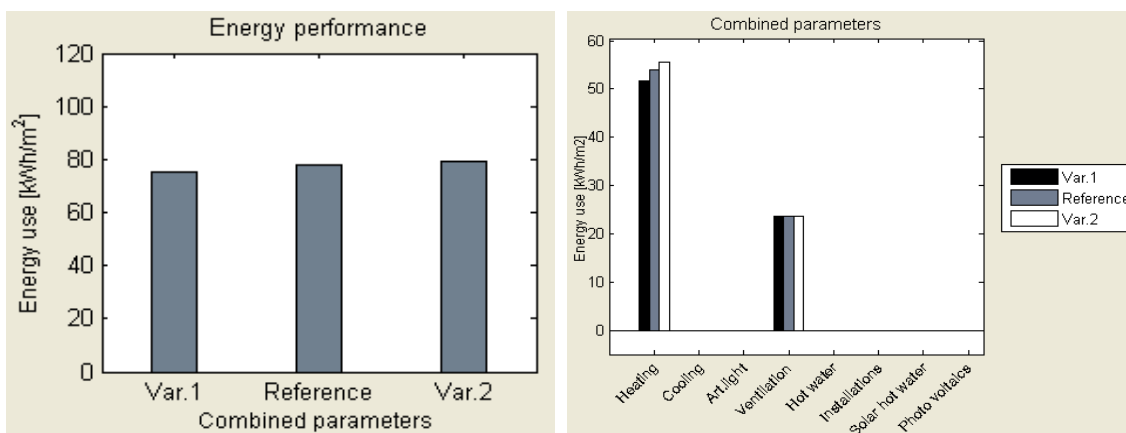 Energy performance
120
100
80
60
40
20
0
Energy use [kWh/m²]
Var.1 Reference Var.2
Combined parameters
Combined parameters
60
50
40
30
20
10
0
Energy use [kWh/m2]
Heating
Cooling
Art.light
Ventilation
Hot water
Installations
Solar hot water
Photo voltaics
Var.1
Reference
Var.2